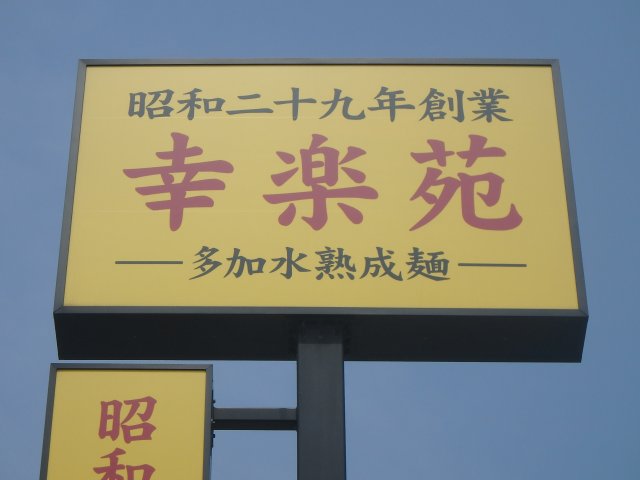 昭和二十九年創業
幸楽苑
多加水熟成麺
昭和